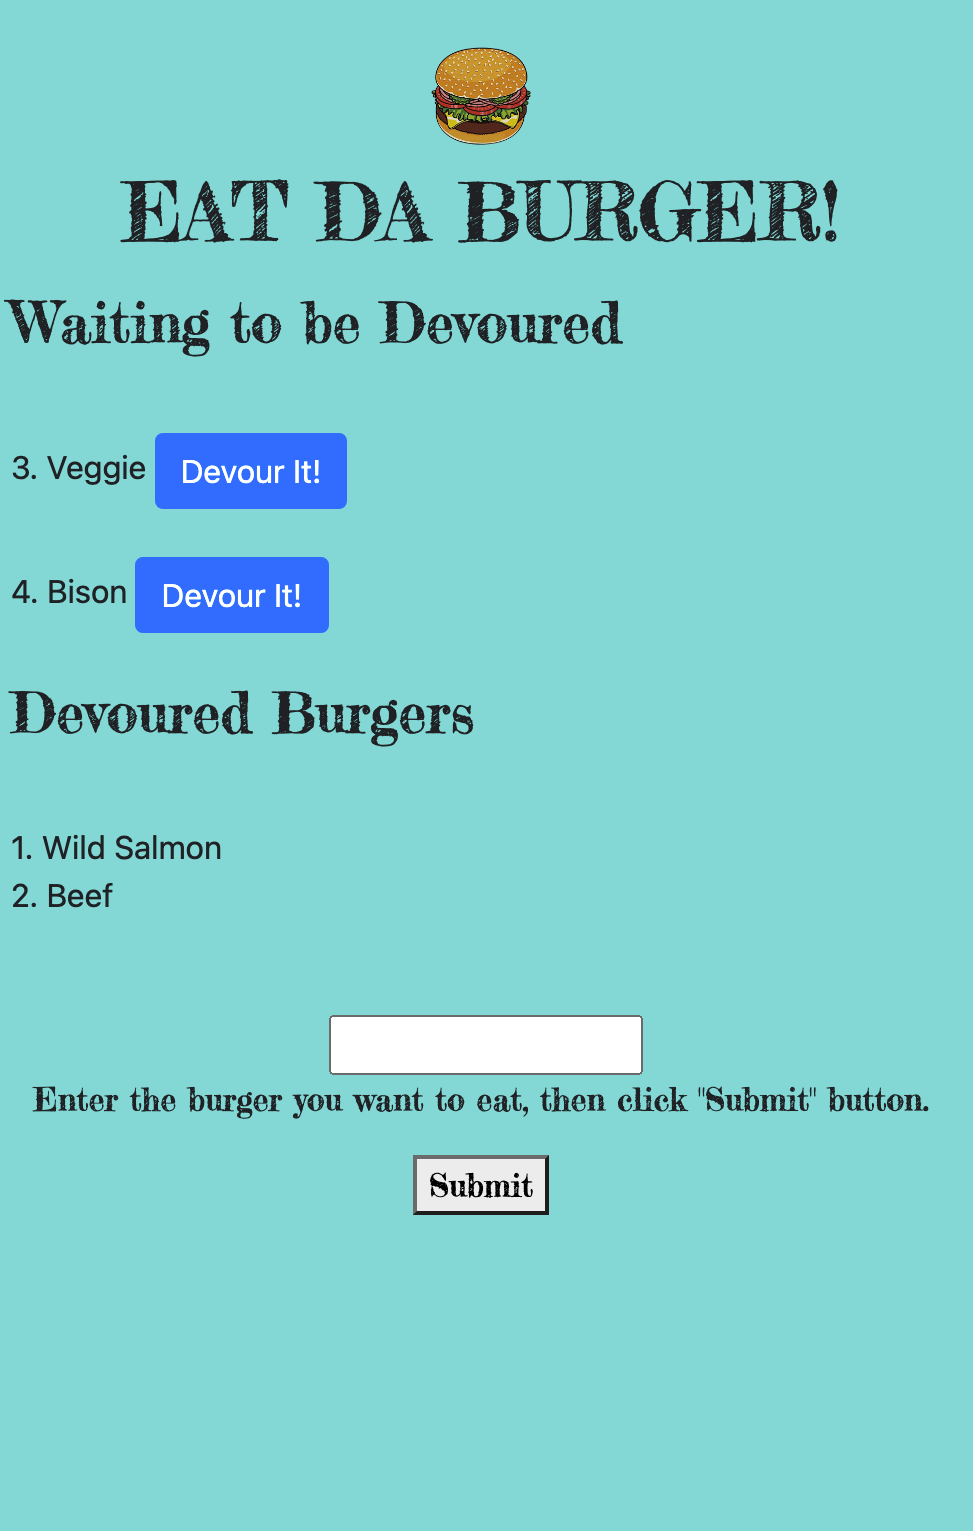 EAT DA BURGER!
Waiting to be Devoured
3. Veggie Devour It!
4. Bison Devour It!
Devoured Burgers
1. Wild Salmon
2. Beef
Enter the burger you want to eat, then click "Submit" button.
Submit